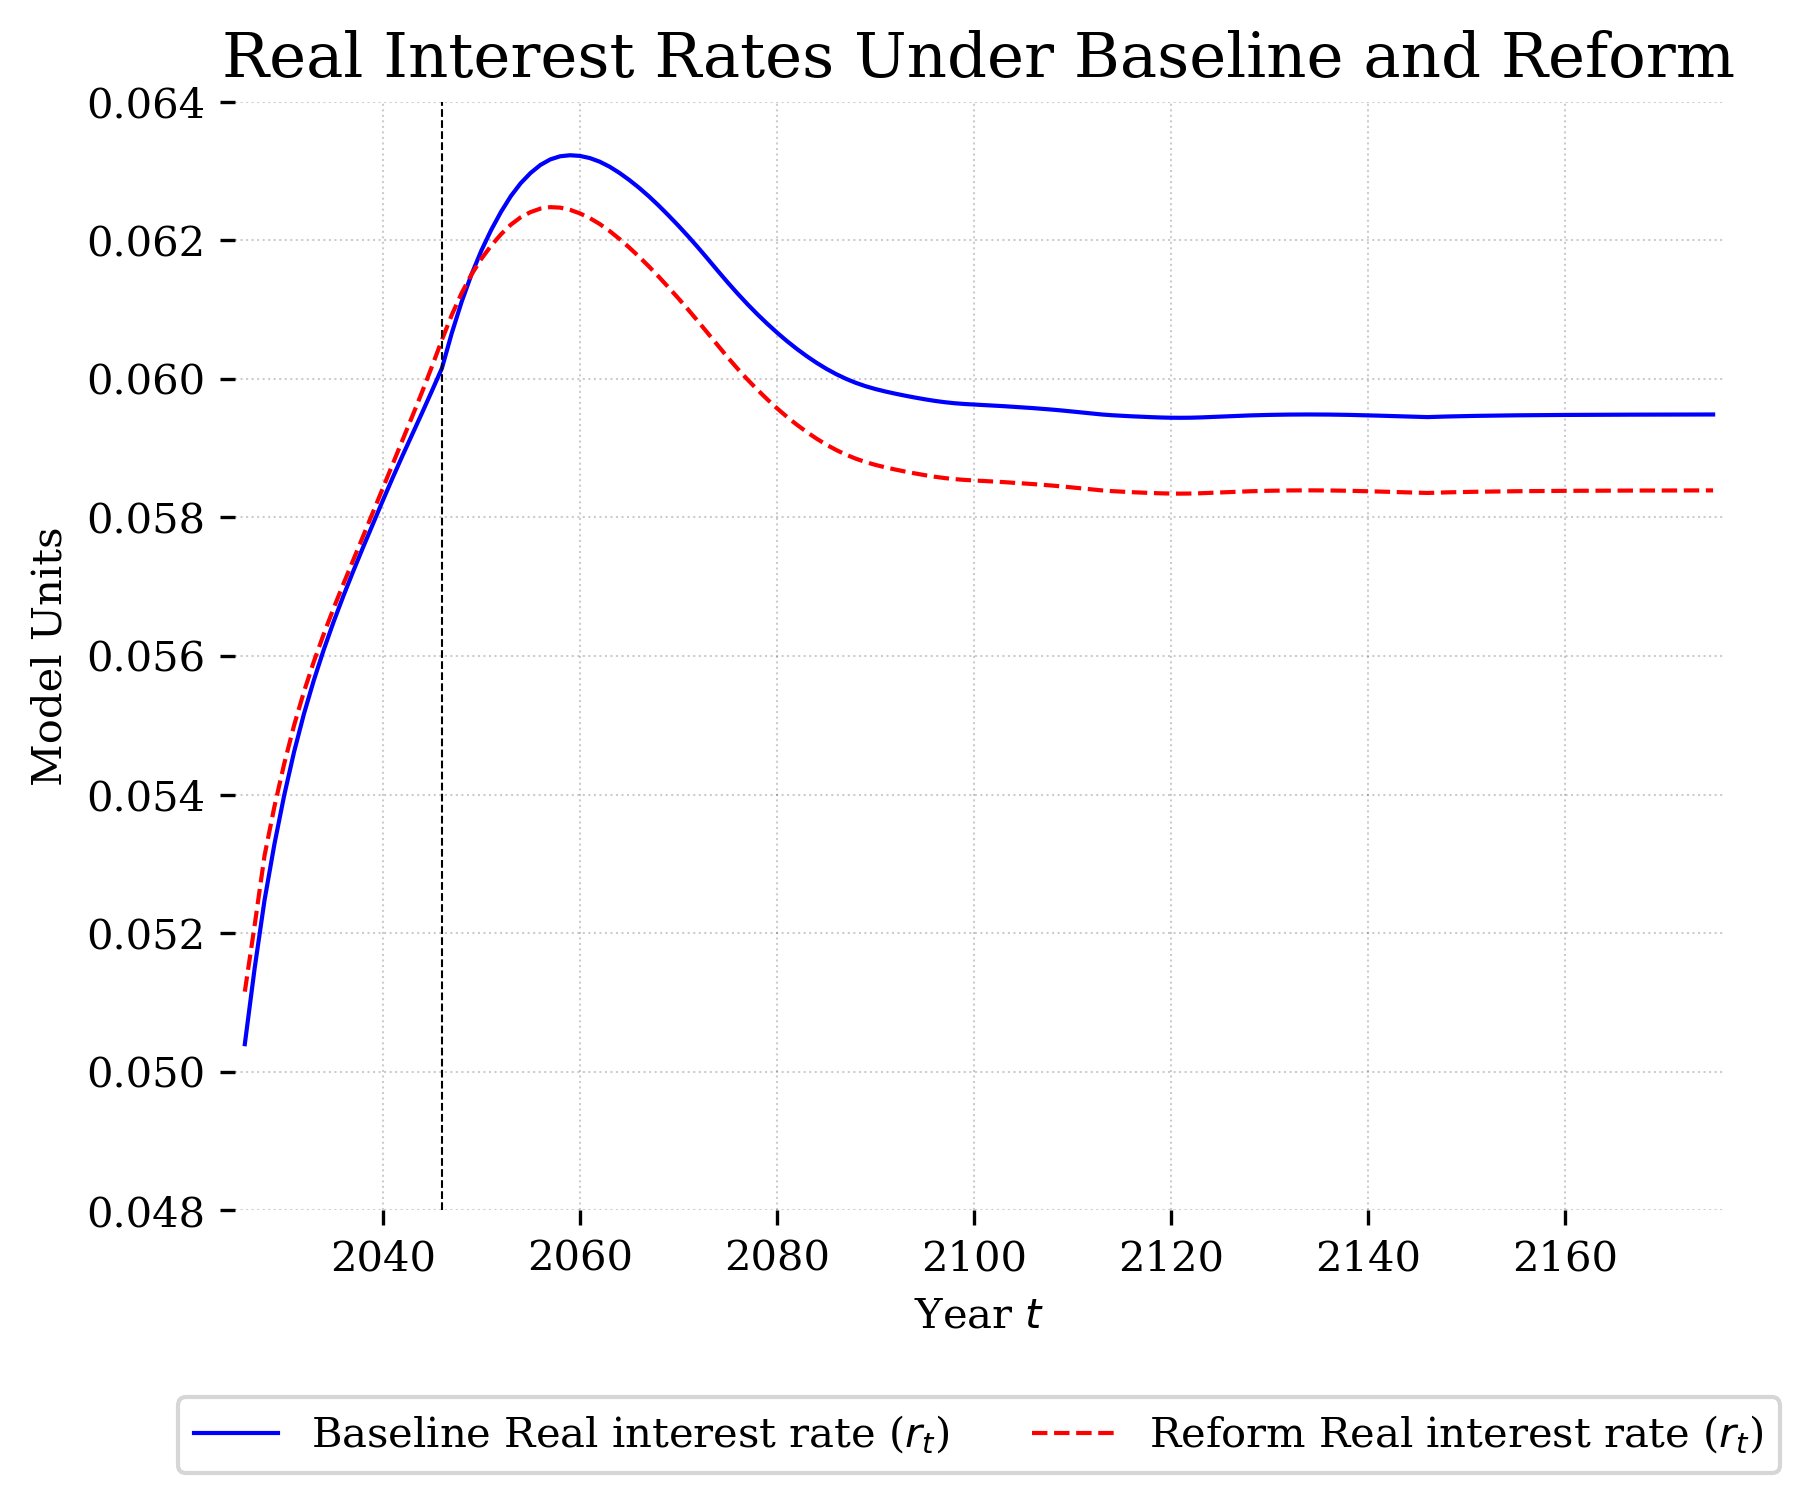 Real Interest Rates Under Baseline and Reform
0.064
0.062
0.060
0.058
0.056
0.054
0.052
0.050
0.048
Model Units
2040 2060 2080 2100 2120 2140 2160
Year t
Baseline Real interest rate (r_t) Reform Real interest rate (r_t)